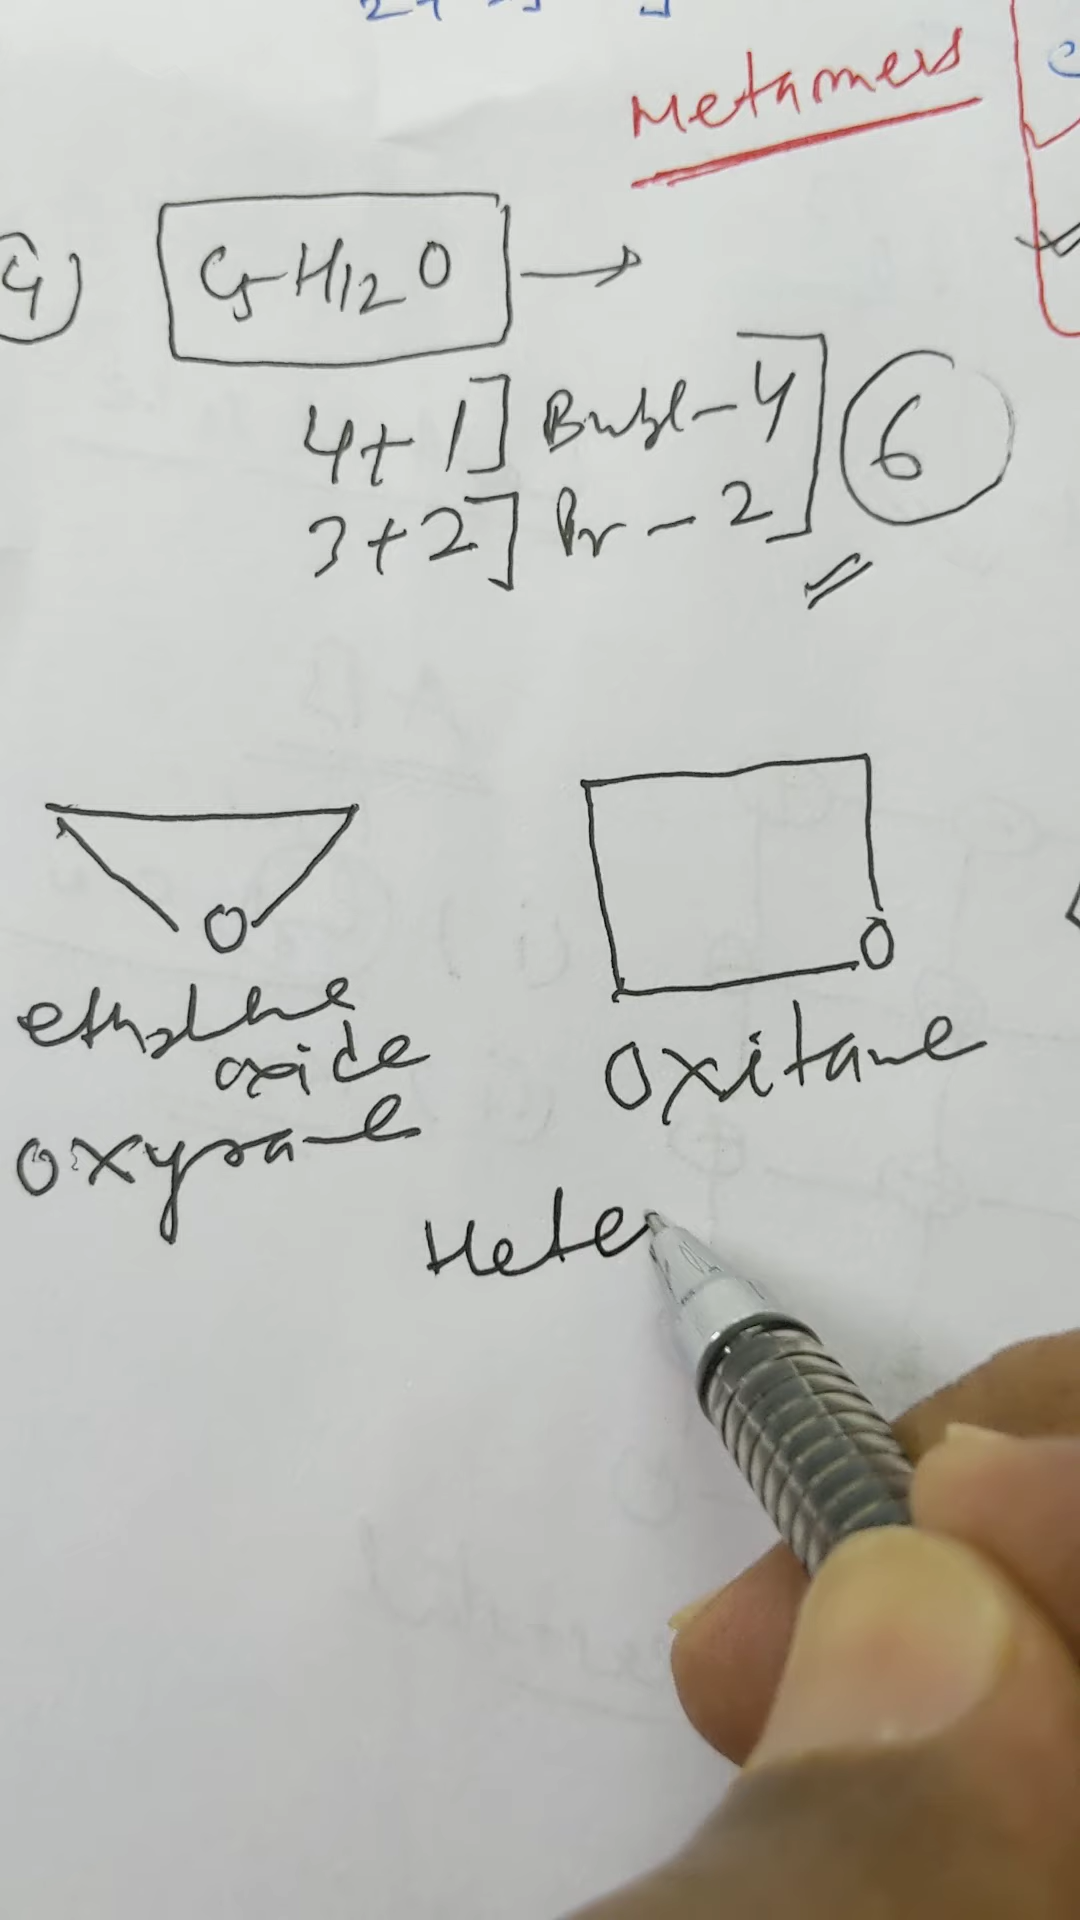 Metamers
4) C5H12O →
4+1] Butyl-4
3+2] Pr-2
6
O
O
ethylene
oxide
oxyrane
oxitane
Hete